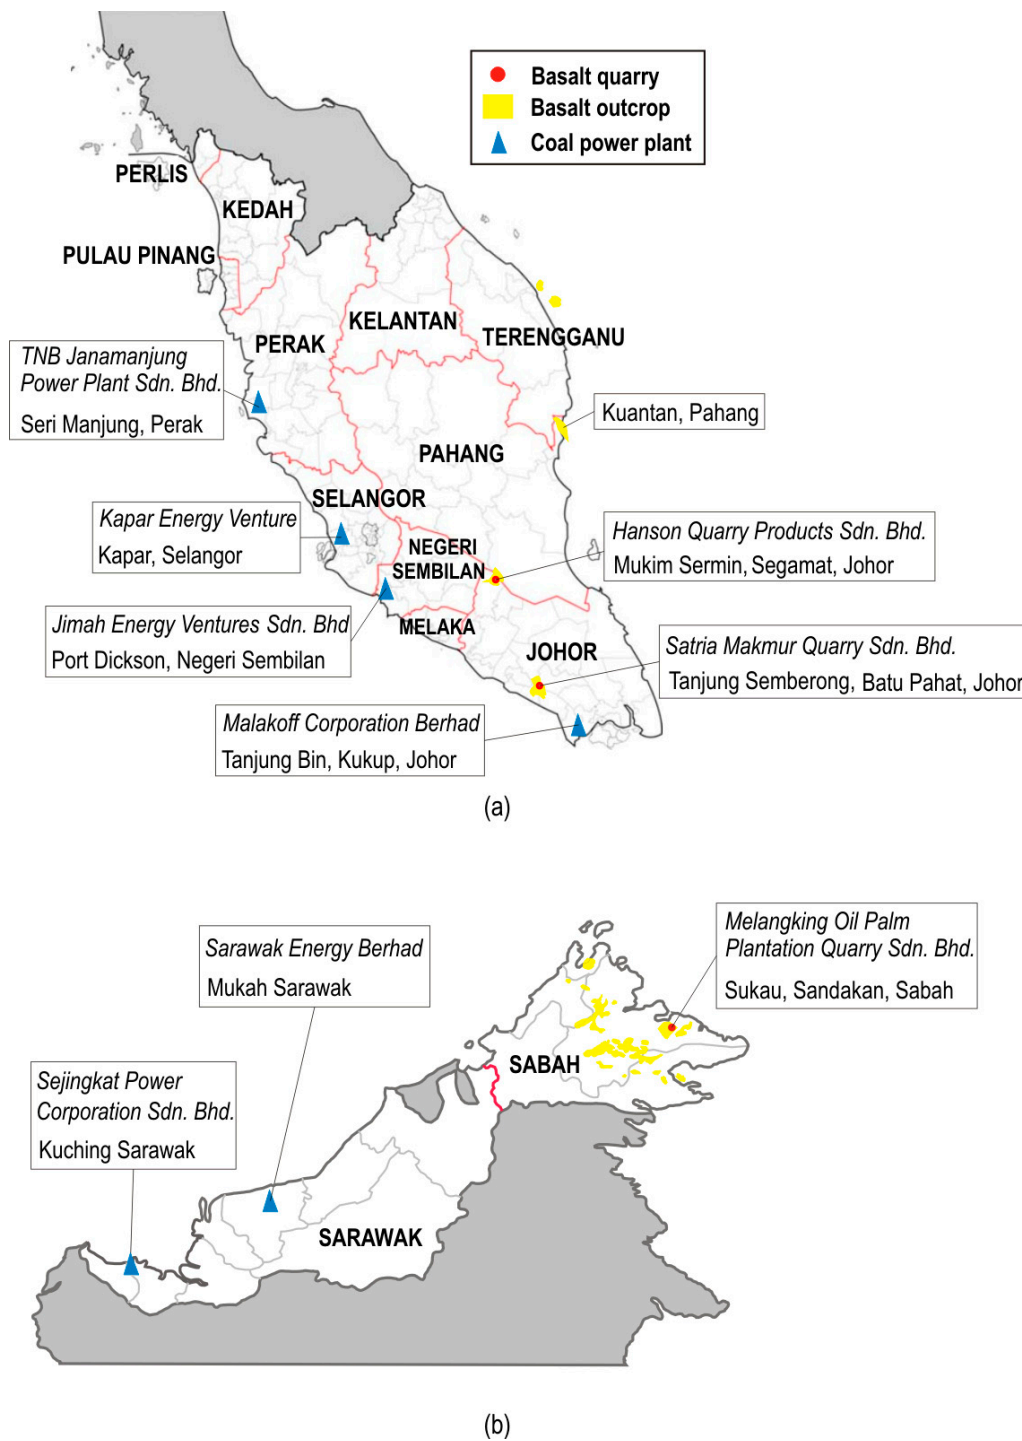 Basalt quarry
Basalt outcrop
Coal power plant
PERLIS
KEDAH
PULAU PINANG
KELANTAN
TERENGGANU
PERAK
TNB Janamanjung
Power Plant Sdn. Bhd.
Seri Manjung, Perak
Kuantan, Pahang
PAHANG
SELANGOR
Kapar Energy Venture
Kapar, Selangor
NEGERI
SEMBILAN
Hanson Quarry Products Sdn. Bhd.
Mukim Sermin, Segamat, Johor
Jimah Energy Ventures Sdn. Bhd
Port Dickson, Negeri Sembilan
MELAKA
JOHOR
Satria Makmur Quarry Sdn. Bhd.
Tanjung Semberong, Batu Pahat, Johor
Malakoff Corporation Berhad
Tanjung Bin, Kukup, Johor
(a)
Melangking Oil Palm
Plantation Quarry Sdn. Bhd.
Sukau, Sandakan, Sabah
Sarawak Energy Berhad
Mukah Sarawak
SABAH
Sejingkat Power
Corporation Sdn. Bhd.
Kuching Sarawak
SARAWAK
(b)